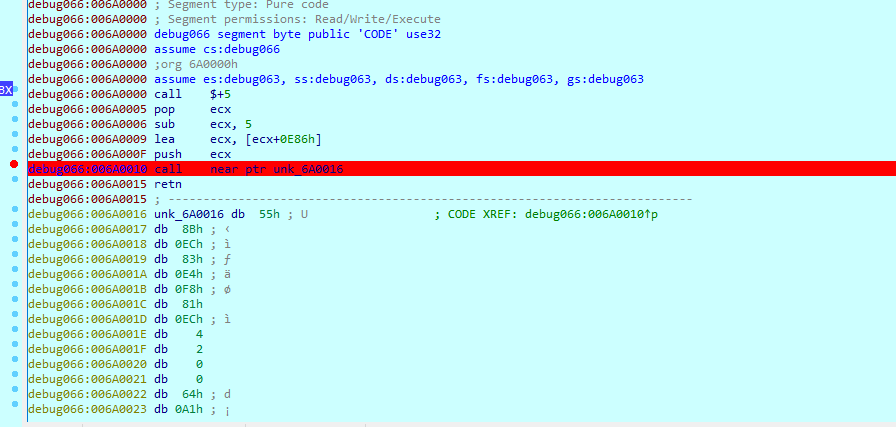 debug066:006A0000 ; Segment type: Pure code
debug066:006A0000 ; Segment permissions: Read/Write/Execute
debug066:006A0000 debug066 segment byte public 'CODE' use32
debug066:006A0000 assume cs:debug066
debug066:006A0000 ;org 6A0000h
debug066:006A0000 assume es:debug063, ss:debug063, ds:debug063, fs:debug063, gs:debug063
BX debug066:006A0000 call $+5
debug066:006A0005 pop ecx
debug066:006A0006 sub ecx, 5
debug066:006A0009 lea ecx, [ecx+0E86h]
debug066:006A000F push ecx
debug066:006A0010 call near ptr unk_6A0016
debug066:006A0015 retn
debug066:006A0015 ; ---------------------------------------------------------------------------
debug066:006A0016 unk_6A0016 db 55h ; U ; CODE XREF: debug066:006A0010↑p
debug066:006A0017 db 8Bh ; ‹
debug066:006A0018 db 0ECh ; ì
debug066:006A0019 db 83h ; ƒ
debug066:006A001A db 0E4h ; ä
debug066:006A001B db 0F8h ; ø
debug066:006A001C db 81h
debug066:006A001D db 0ECh ; ì
debug066:006A001E db 4
debug066:006A001F db 2
debug066:006A0020 db 0
debug066:006A0021 db 0
debug066:006A0022 db 64h ; d
debug066:006A0023 db 0A1h ; ¡